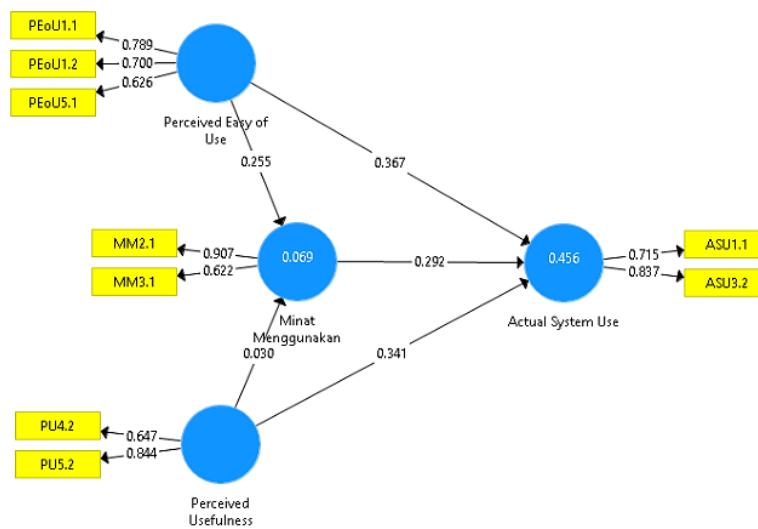 PEoU1.1
0.789
PEoU1.2
0.700
PEoU5.1
0.626
Perceived Easy of
Use
0.255
0.367
MM2.1
0.907
MM3.1
0.622
0.069
0.292
0.456
0.715
ASU1.1
0.837
ASU3.2
Minat
Menggunakan
Actual System Use
0.030
0.341
PU4.2
0.647
PU5.2
0.844
Perceived
Usefulness